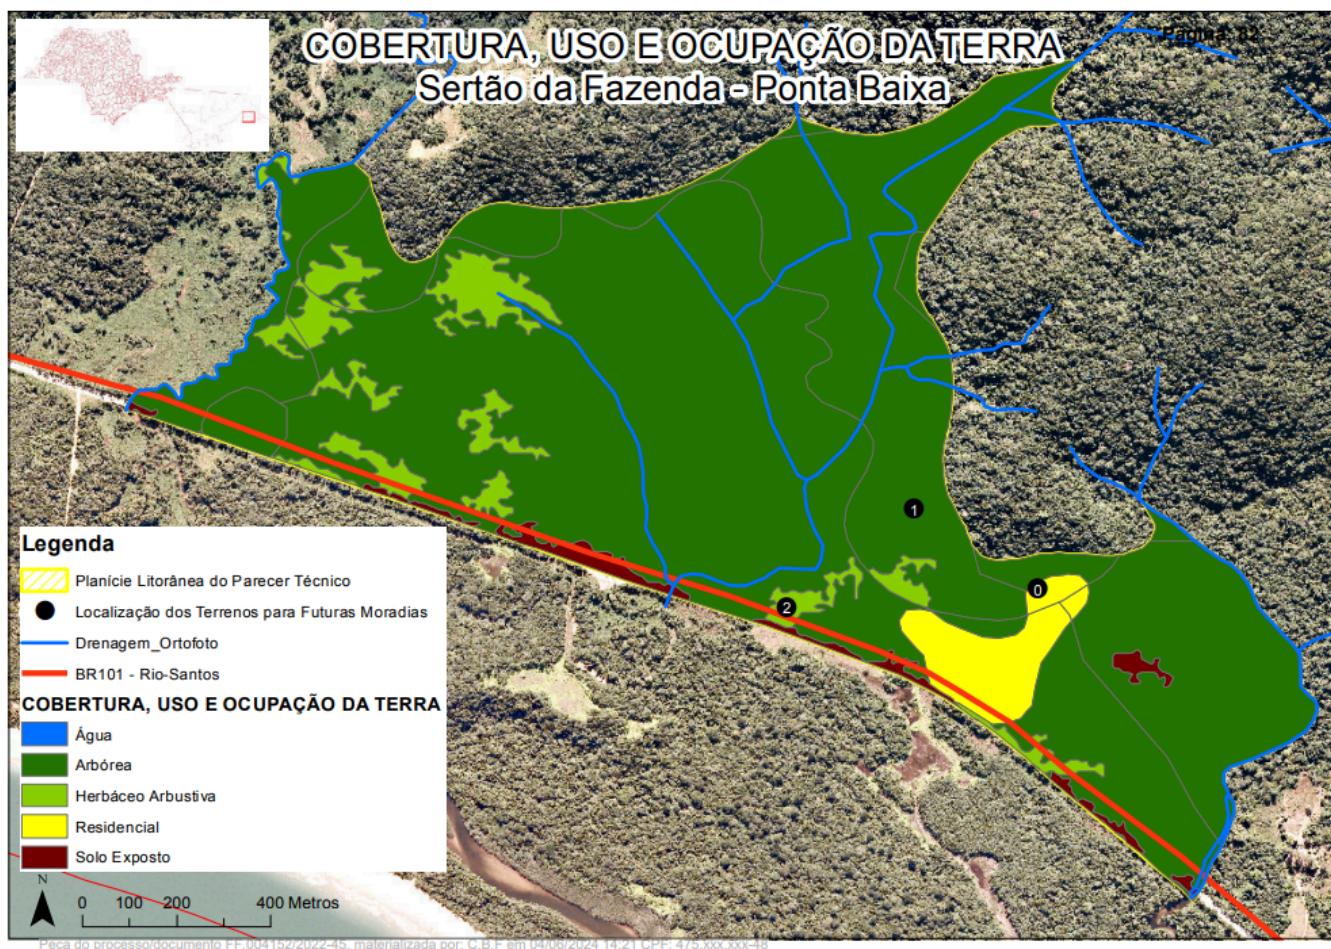 COBERTURA, USO E OCUPAÇÃO DA TERRA
Sertão da Fazenda - Ponta Baixa
Página: 82
1
0
2
Legenda
Planície Litorânea do Parecer Técnico
Localização dos Terrenos para Futuras Moradias
Drenagem_Ortofoto
BR101 - Rio-Santos
COBERTURA, USO E OCUPAÇÃO DA TERRA
Água
Arbórea
Herbáceo Arbustiva
Residencial
Solo Exposto
N
0 100 200 400 Metros
Peça do processo/documento FF.004152/2022-45, materializada por: C.B.F em 04/06/2024 14:21 CPF: 475.xxx.xxx-48